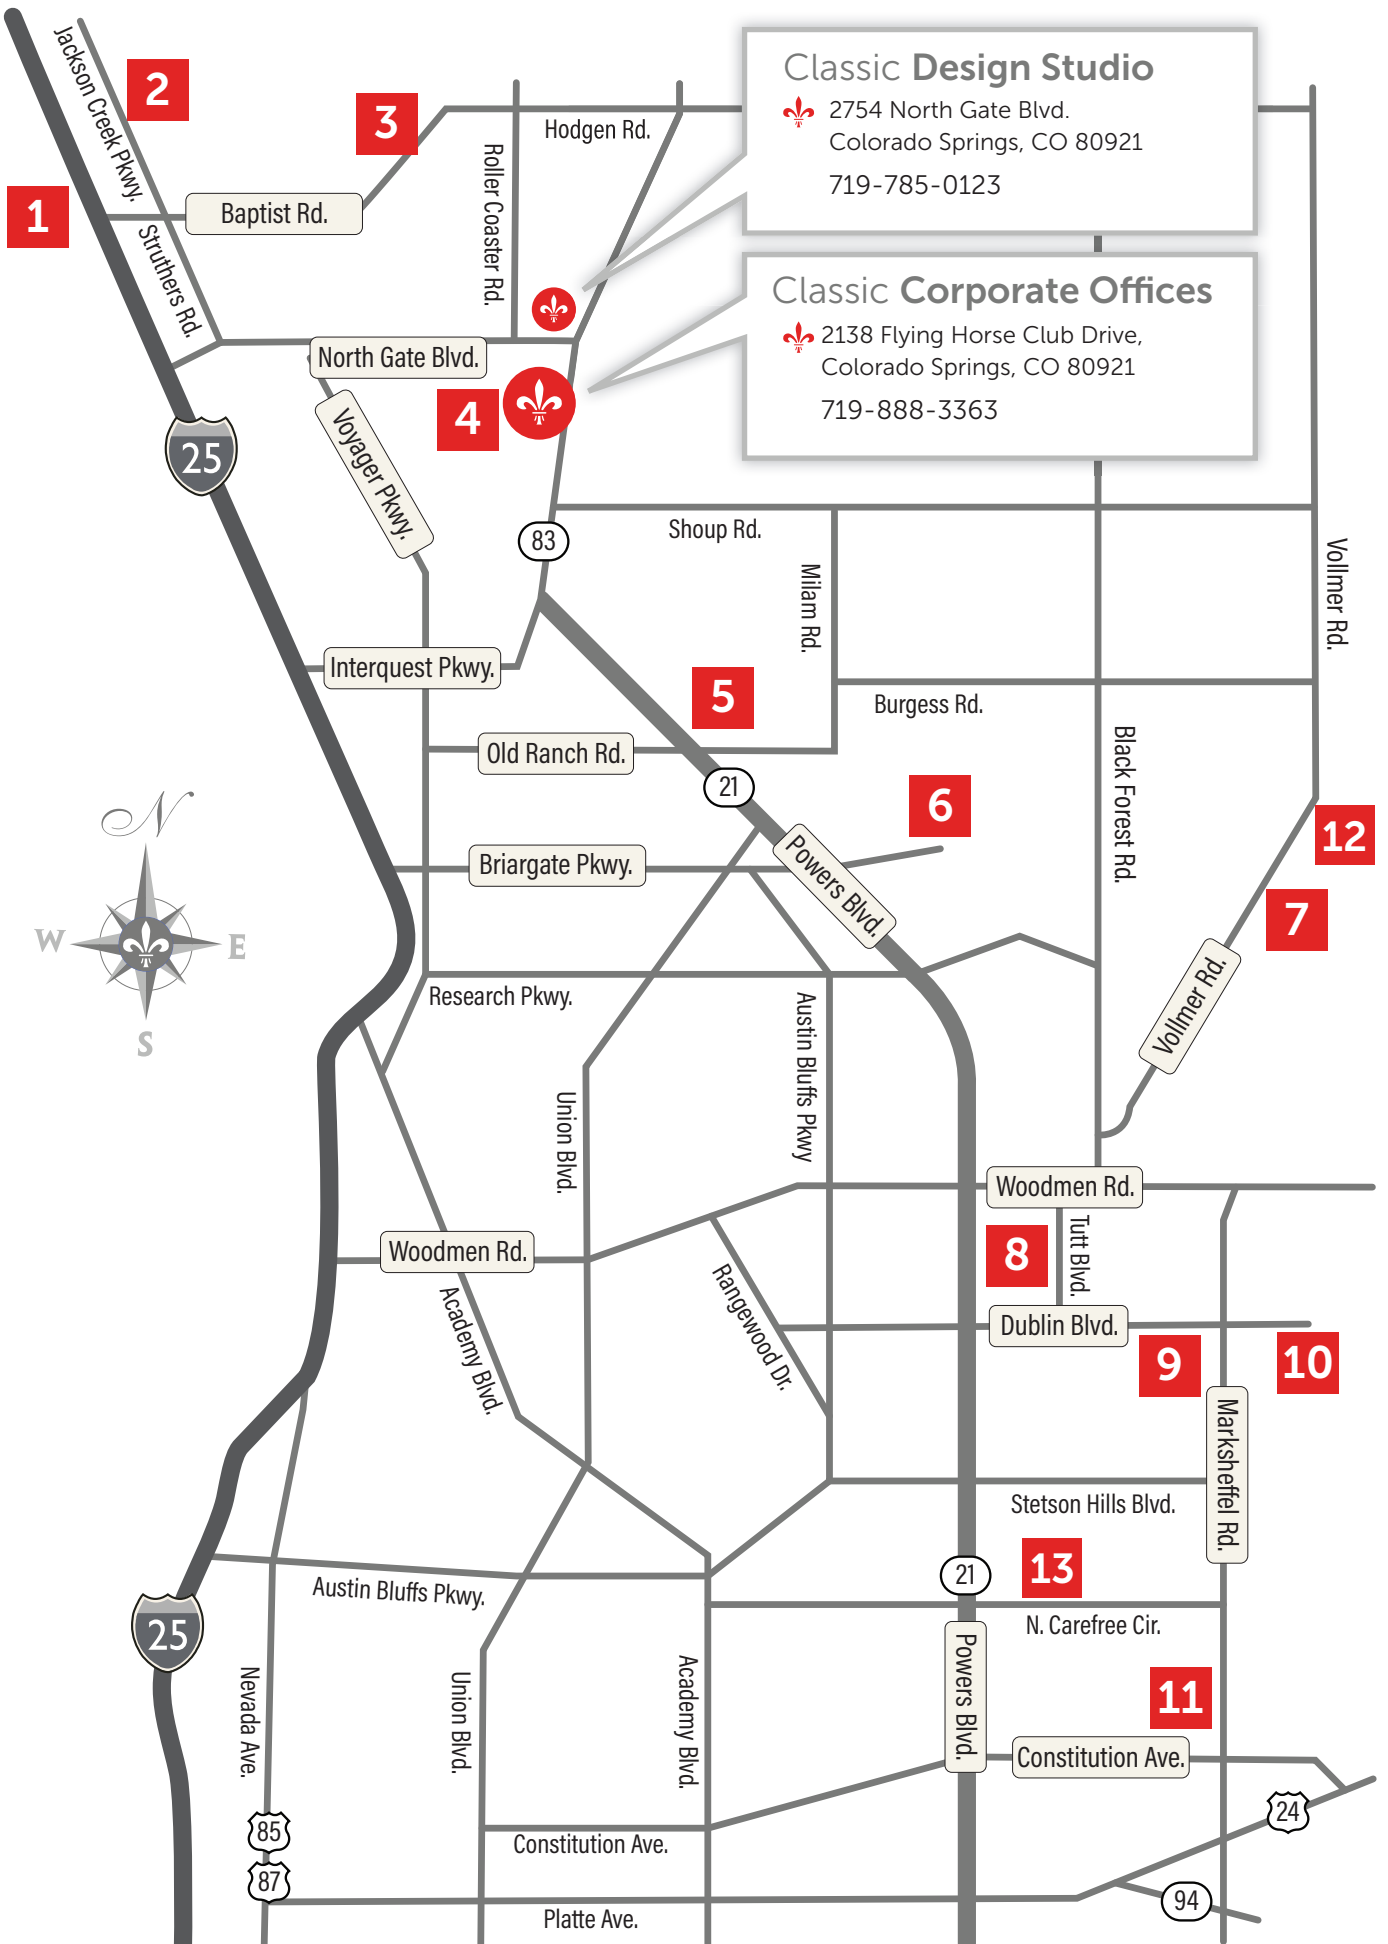 Jackson Creek Pkwy.
2
3
Hodgen Rd.
Classic Design Studio
2754 North Gate Blvd.
Colorado Springs, CO 80921
719-785-0123
1
Baptist Rd.
Roller Coaster Rd.
Struthers Rd.
Classic Corporate Offices
2138 Flying Horse Club Drive,
Colorado Springs, CO 80921
719-888-3363
North Gate Blvd.
4
Voyager Pkwy.
25
83
Shoup Rd.
Milam Rd.
Vollmer Rd.
Interquest Pkwy.
5
Burgess Rd.
Old Ranch Rd.
21
Black Forest Rd.
6
12
N
Briargate Pkwy.
Powers Blvd.
7
W
E
S
Vollmer Rd.
Research Pkwy.
Austin Bluffs Pkwy
Union Blvd.
Woodmen Rd.
Tutt Blvd.
8
Woodmen Rd.
Rangewood Dr.
Academy Blvd.
Dublin Blvd.
9
10
Marksheffel Rd.
Stetson Hills Blvd.
21
13
Austin Bluffs Pkwy.
N. Carefree Cir.
25
Nevada Ave.
Union Blvd.
Academy Blvd.
Powers Blvd.
11
Constitution Ave.
24
85
Constitution Ave.
87
94
Platte Ave.